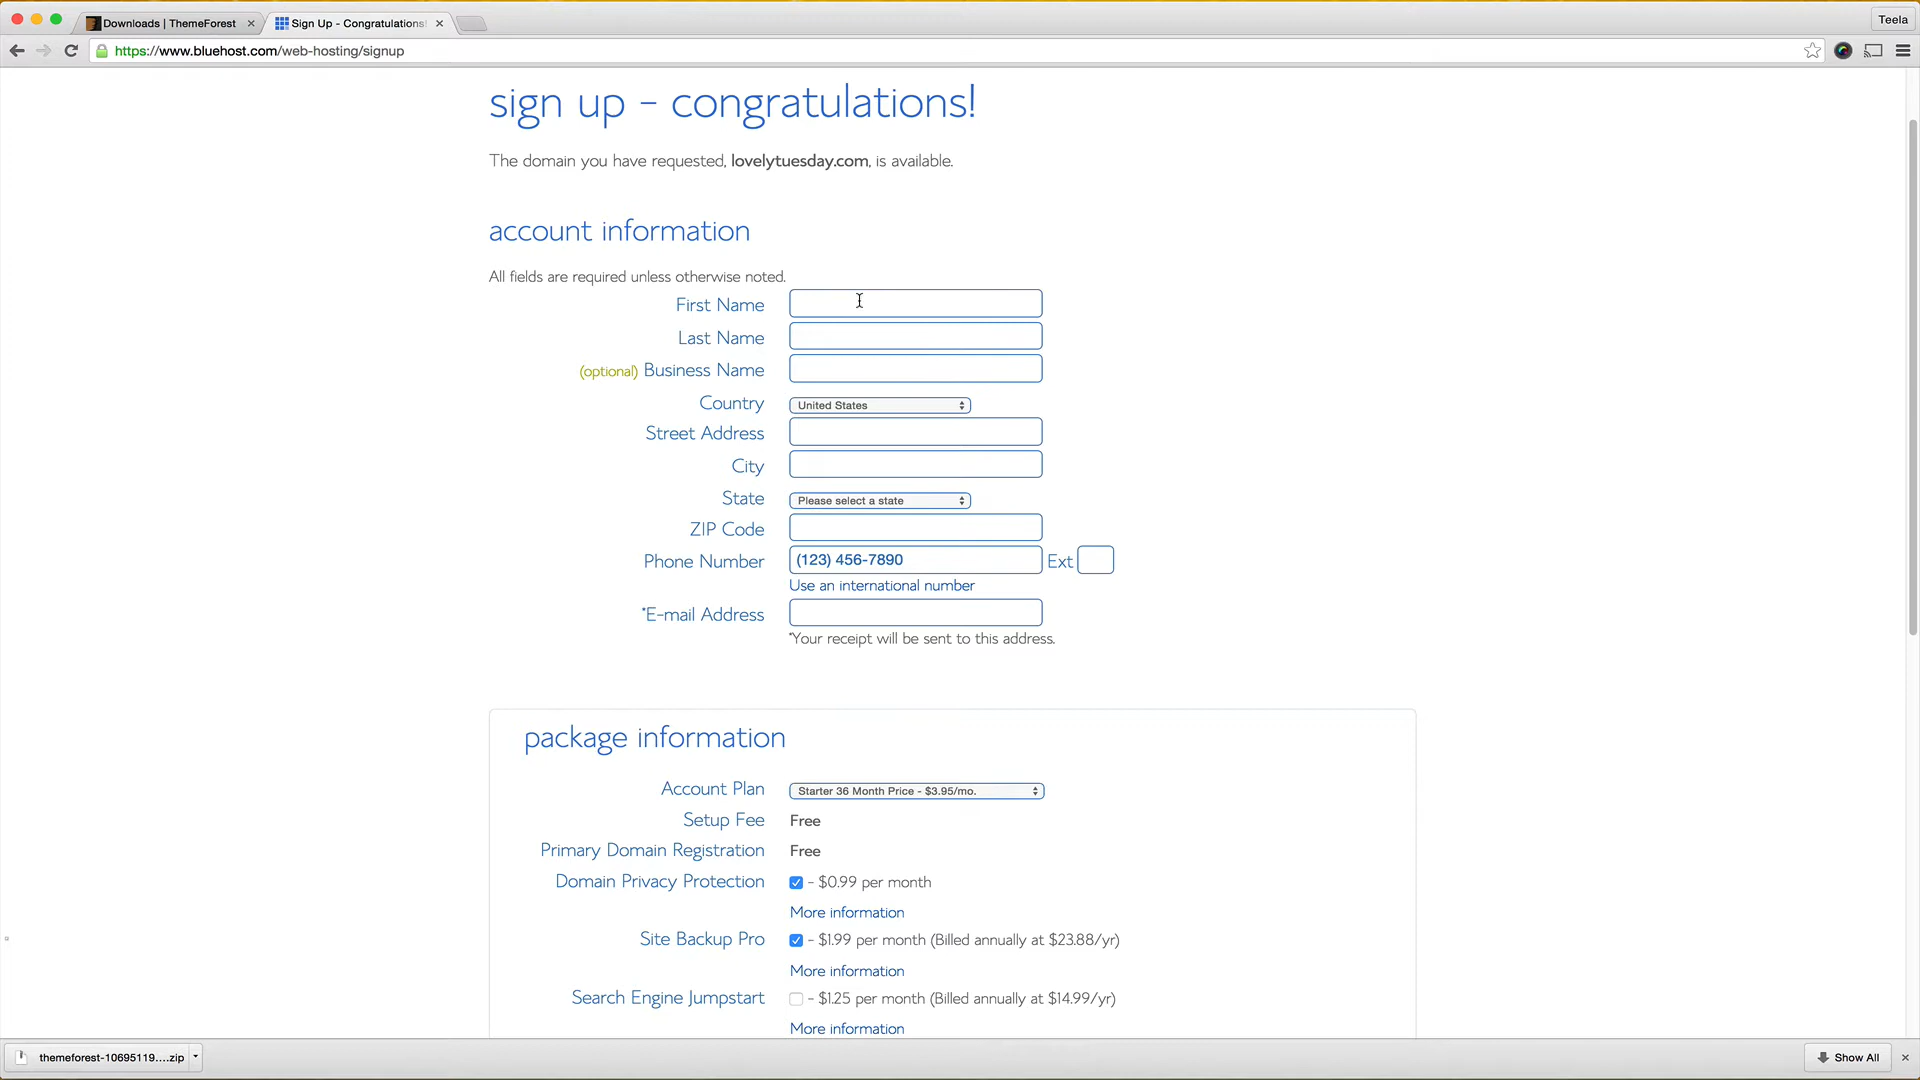 Downloads | ThemeForest
Sign Up - Congratulations!
Teela
https://www.bluehost.com/web-hosting/signup
sign up – congratulations!
The domain you have requested, lovelytuesday.com, is available.
account information
All fields are required unless otherwise noted.
First Name
Last Name
(optional) Business Name
Country United States
Street Address
City
State Please select a state
ZIP Code
Phone Number (123) 456-7890 Ext
Use an international number
*E-mail Address
*Your receipt will be sent to this address.
package information
Account Plan Starter 36 Month Price - $3.95/mo.
Setup Fee Free
Primary Domain Registration Free
Domain Privacy Protection - $0.99 per month
More information
Site Backup Pro - $1.99 per month (Billed annually at $23.88/yr)
More information
Search Engine Jumpstart - $1.25 per month (Billed annually at $14.99/yr)
More information
themeforest-10695119....zip
Show All